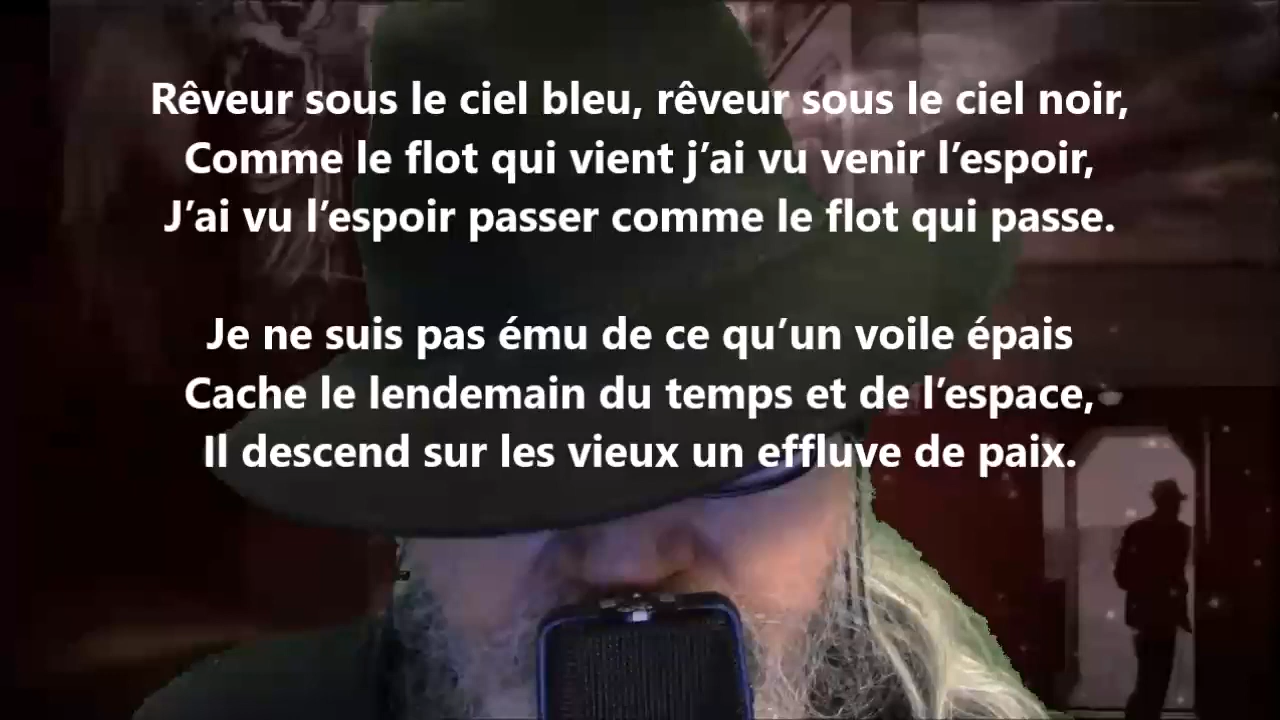 Rêveur sous le ciel bleu, rêveur sous le ciel noir,
Comme le flot qui vient j’ai vu venir l’espoir,
J’ai vu l’espoir passer comme le flot qui passe.
Je ne suis pas ému de ce qu’un voile épais
Cache le lendemain du temps et de l’espace,
Il descend sur les vieux un effluve de paix.